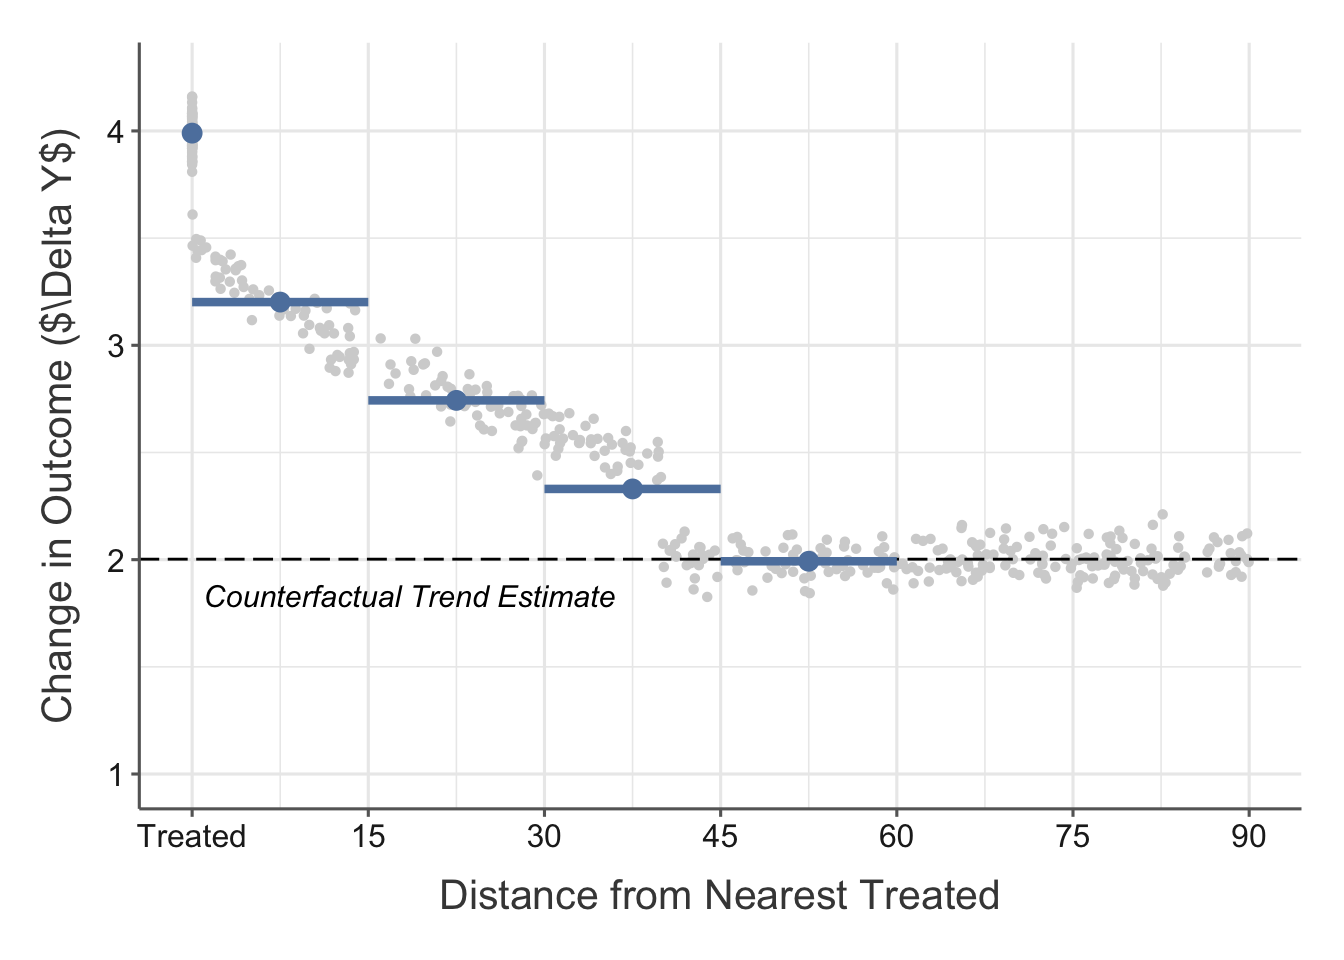 Change in Outcome ($\Delta Y$)
4
3
2
1
Counterfactual Trend Estimate
Treated 15 30 45 60 75 90
Distance from Nearest Treated